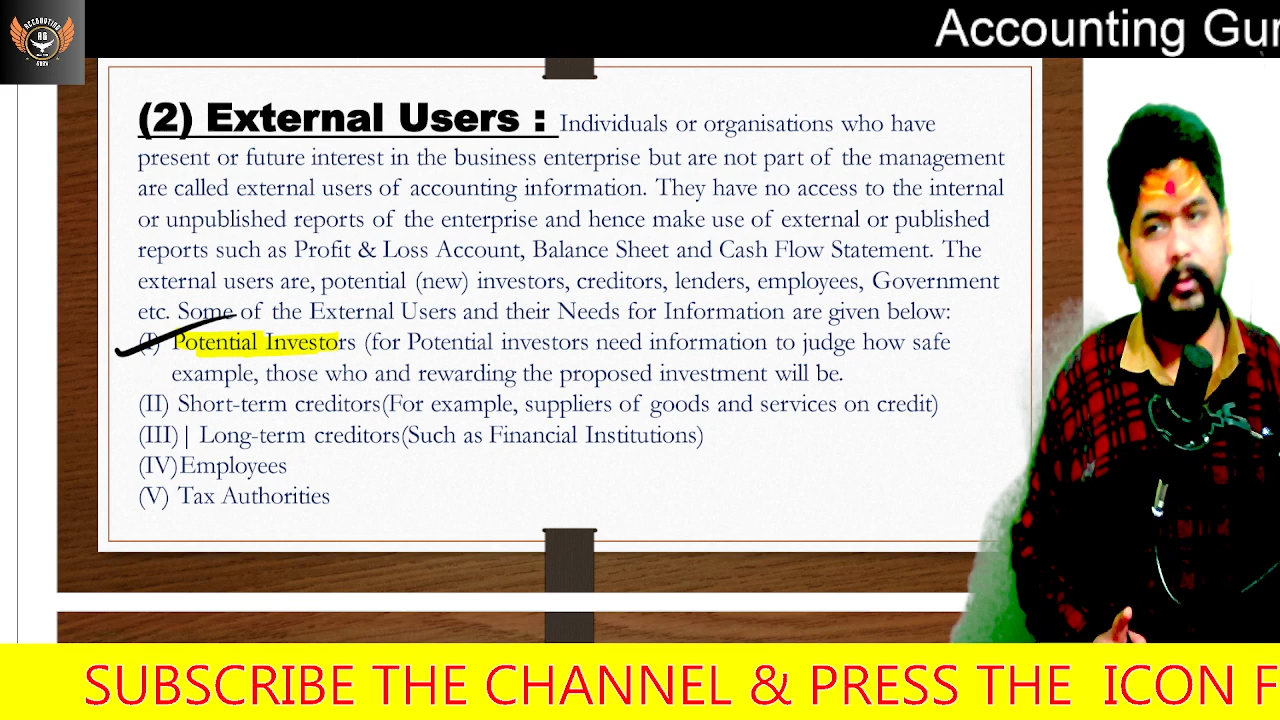 Accounting Gur
ACCOUNTING
AG
GURU
(2) External Users : Individuals or organisations who have
present or future interest in the business enterprise but are not part of the management
are called external users of accounting information. They have no access to the internal
or unpublished reports of the enterprise and hence make use of external or published
reports such as Profit & Loss Account, Balance Sheet and Cash Flow Statement. The
external users are, potential (new) investors, creditors, lenders, employees, Government
etc. Some of the External Users and their Needs for Information are given below:
(I) Potential Investors (for Potential investors need information to judge how safe
example, those who and rewarding the proposed investment will be.
(II) Short-term creditors(For example, suppliers of goods and services on credit)
(III)| Long-term creditors(Such as Financial Institutions)
(IV)Employees
(V) Tax Authorities
SUBSCRIBE THE CHANNEL & PRESS THE ICON F